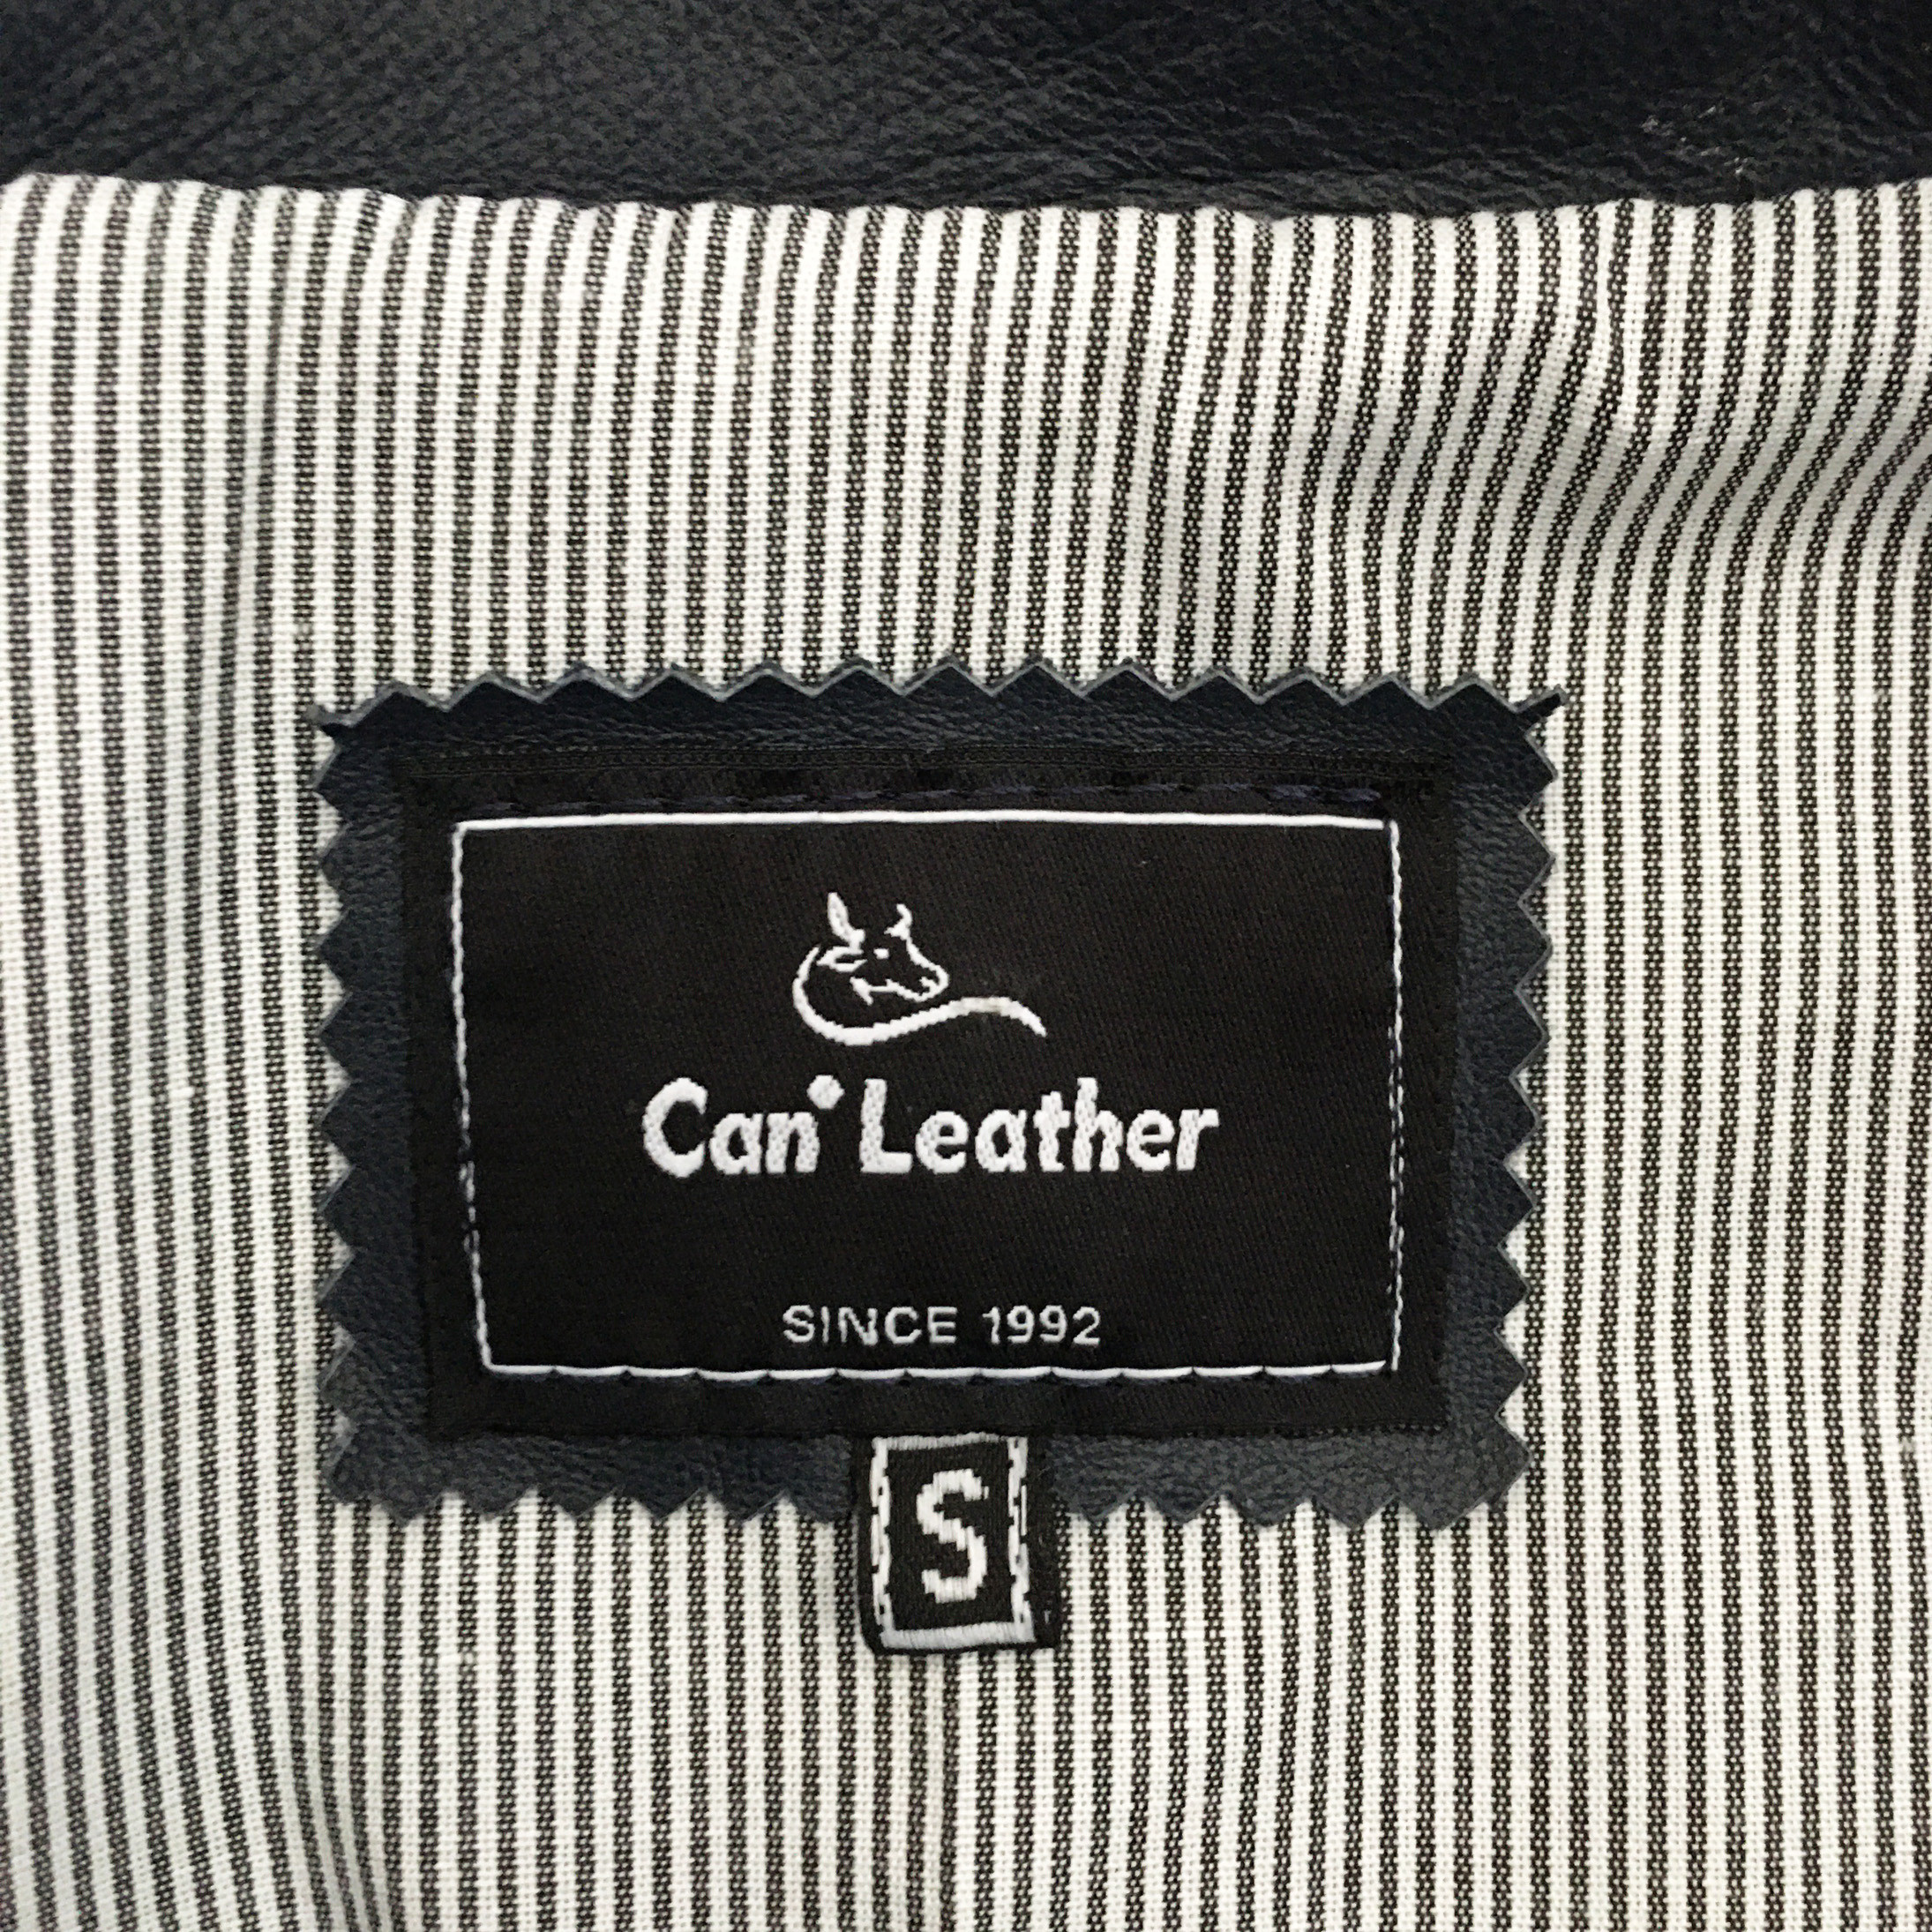 Can Leather
SINCE 1992
S